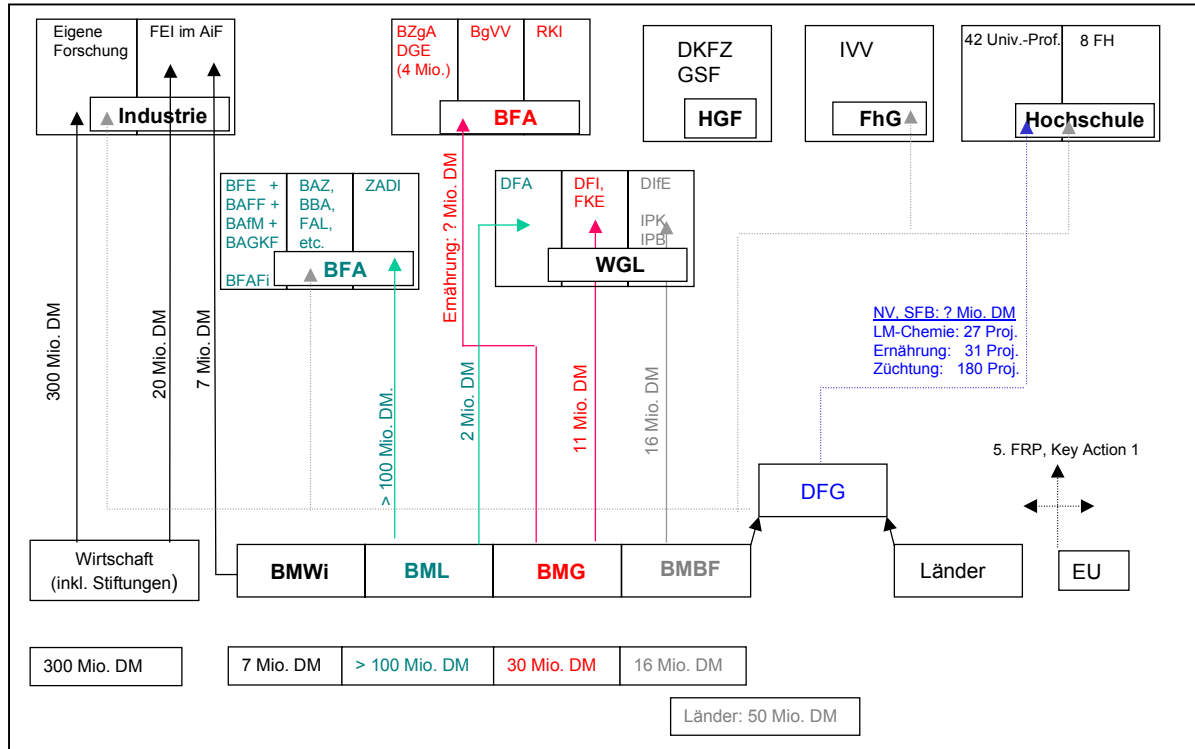 Eigene
Forschung
FEI im AiF
Industrie
BZgA
DGE
(4 Mio.)
BgVV
RKI
BFA
DKFZ
GSF
HGF
IVV
FhG
42 Univ.-Prof.
8 FH
Hochschule
BFE +
BAFF +
BAfM +
BAGKF
BFAFi
BAZ,
BBA,
FAL,
etc.
ZADI
BFA
DFA
DFI,
FKE
DIfE
IPK
IPB
WGL
300 Mio. DM
20 Mio. DM
7 Mio. DM
> 100 Mio. DM.
Ernährung: ? Mio. DM
2 Mio. DM
11 Mio. DM
16 Mio. DM
NV, SFB: ? Mio. DM
LM-Chemie: 27 Proj.
Ernährung: 31 Proj.
Züchtung: 180 Proj.
5. FRP, Key Action 1
DFG
Wirtschaft
(inkl. Stiftungen)
BMWi
BML
BMG
BMBF
Länder
EU
300 Mio. DM
7 Mio. DM
> 100 Mio. DM
30 Mio. DM
16 Mio. DM
Länder: 50 Mio. DM